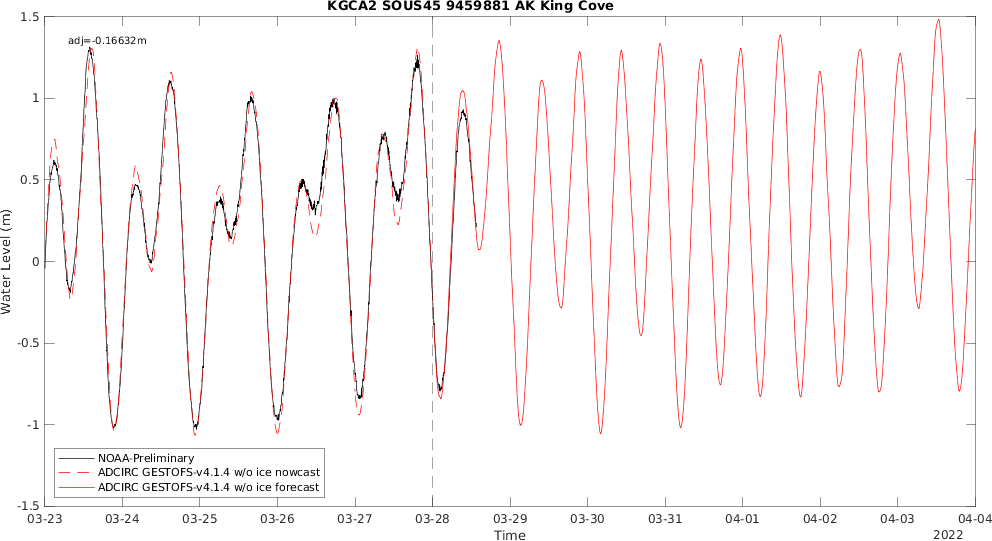 KGCA2 SOUS45 9459881 AK King Cove
adj=-0.16632m
Water Level (m)
1.5
1
0.5
0
-0.5
-1
-1.5
NOAA-Preliminary
ADCIRC GESTOFS-v4.1.4 w/o ice nowcast
ADCIRC GESTOFS-v4.1.4 w/o ice forecast
03-23 03-24 03-25 03-26 03-27 03-28 03-29 03-30 03-31 04-01 04-02 04-03 04-04
Time
2022